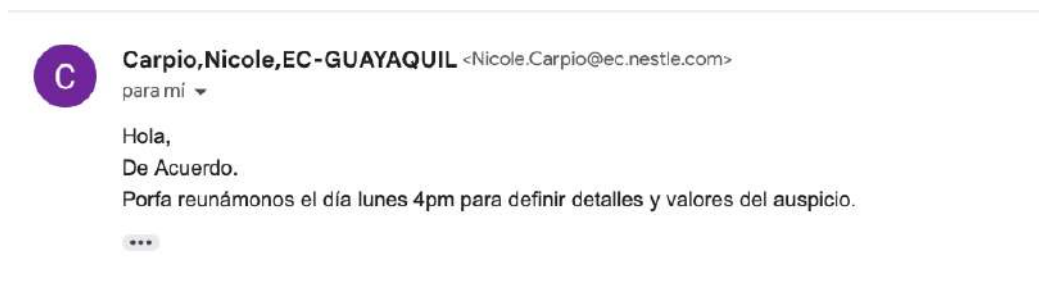 C
Carpio,Nicole,EC-GUAYAQUIL <Nicole.Carpio@ec.nestle.com>
para mí
Hola,
De Acuerdo.
Porfa reunámonos el día lunes 4pm para definir detalles y valores del auspicio.